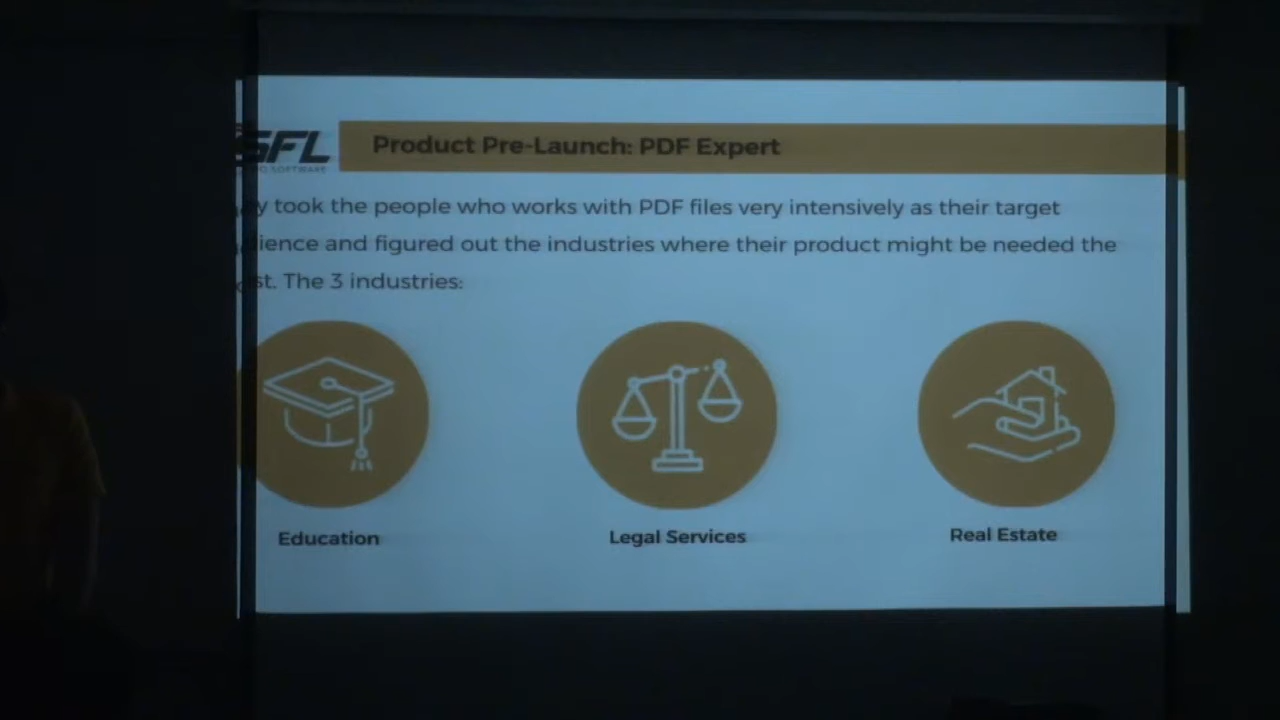 SFL
Product Pre-Launch: PDF Expert
took the people who works with PDF files very intensively as their target
and figured out the industries where their product might be needed the
The 3 industries:
Education
Legal Services
Real Estate